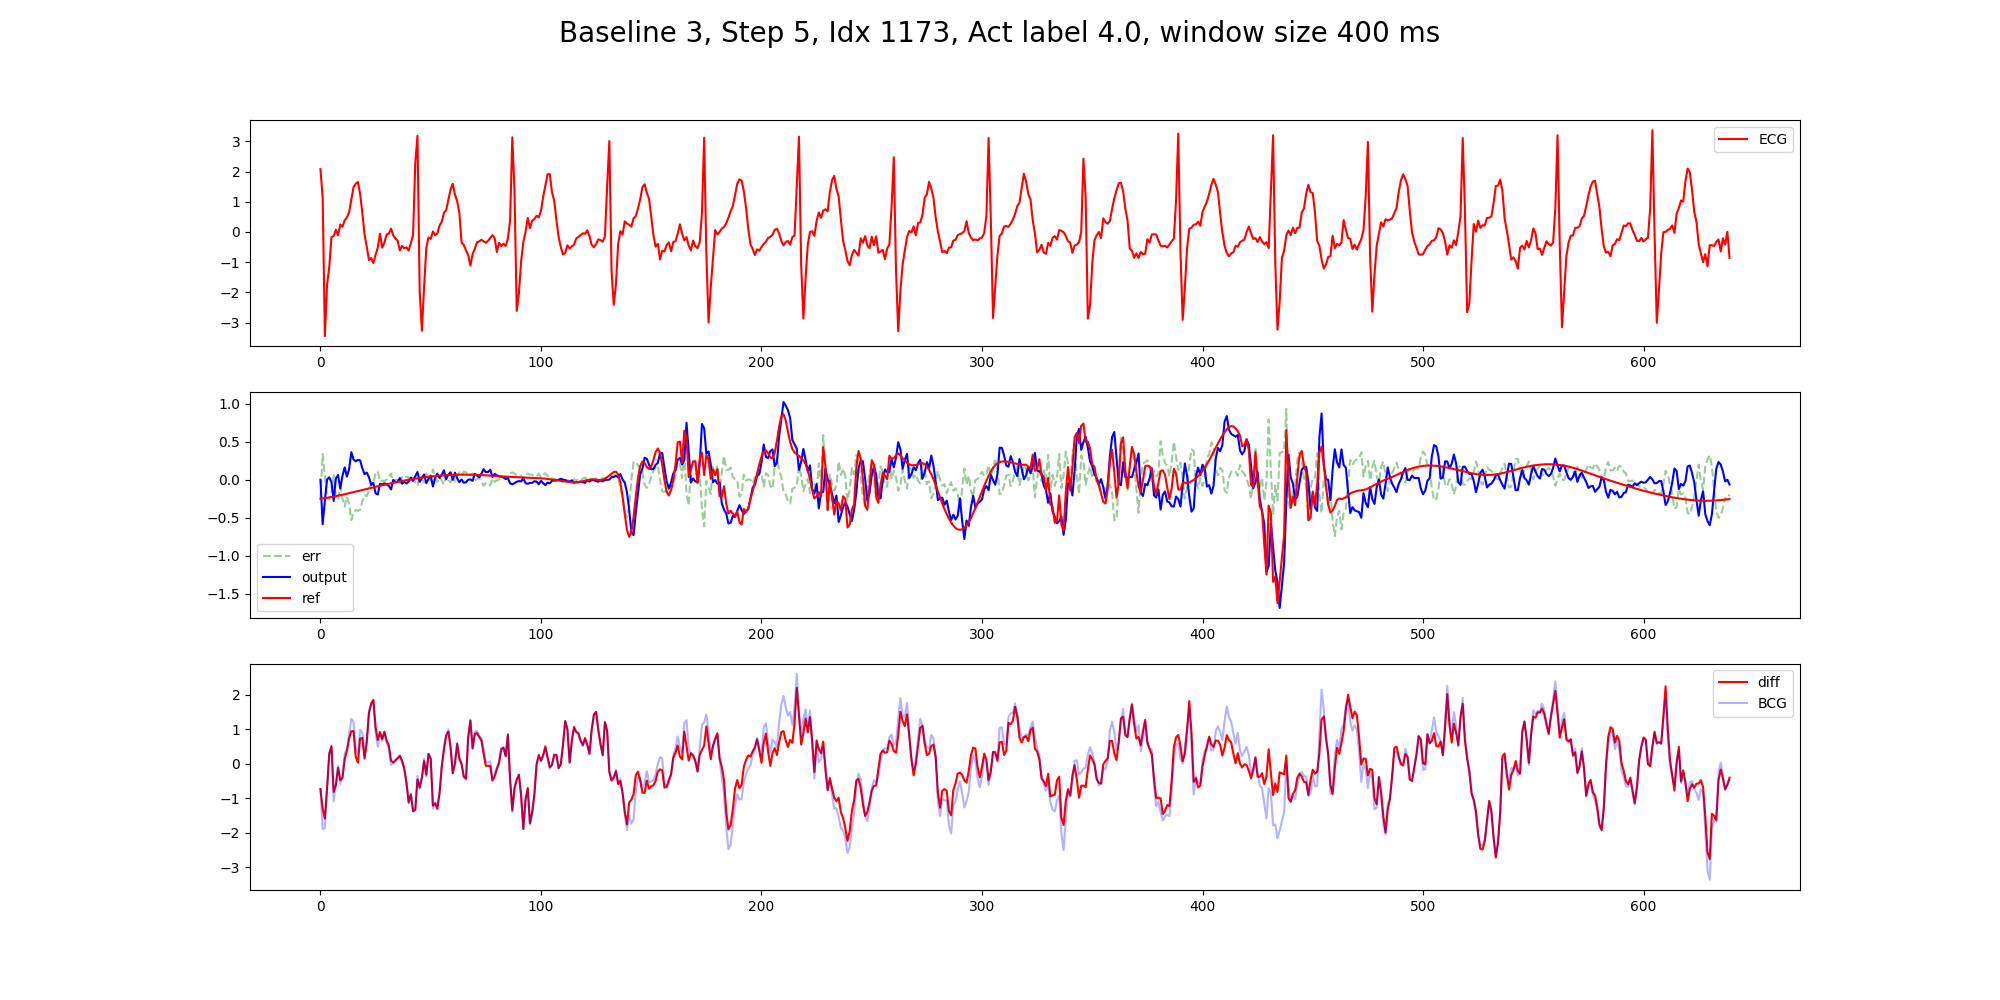 Baseline 3, Step 5, Idx 1173, Act label 4.0, window size 400 ms
3
2
1
0
−1
−2
−3
ECG
0 100 200 300 400 500 600
1.0
0.5
0.0
−0.5
−1.0
−1.5
err
output
ref
0 100 200 300 400 500 600
2
1
0
−1
−2
−3
diff
BCG
0 100 200 300 400 500 600